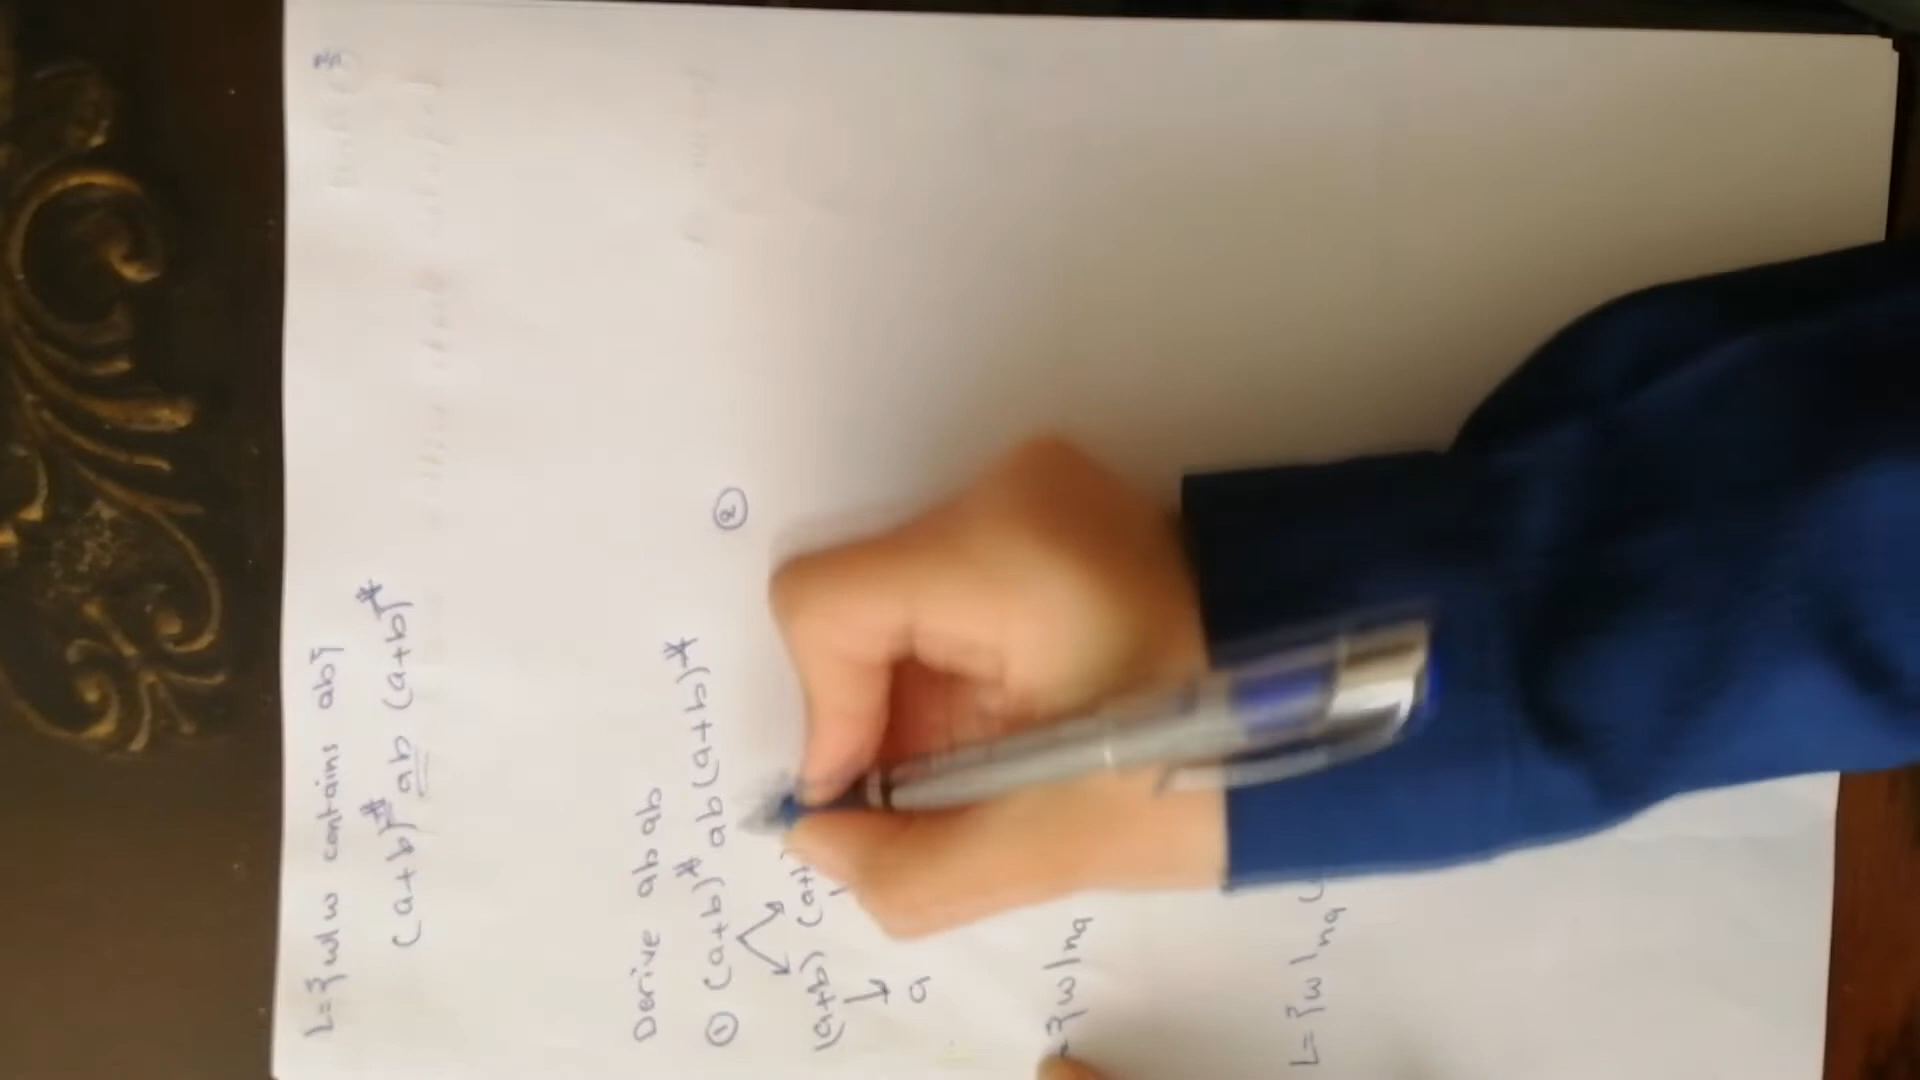 L={w|w contains ab}
(a+b)* ab (a+b)*
Derive abab
① (a+b)* ab (a+b)*
②
(a+b) (a+
a
{w | na
L={w | na (